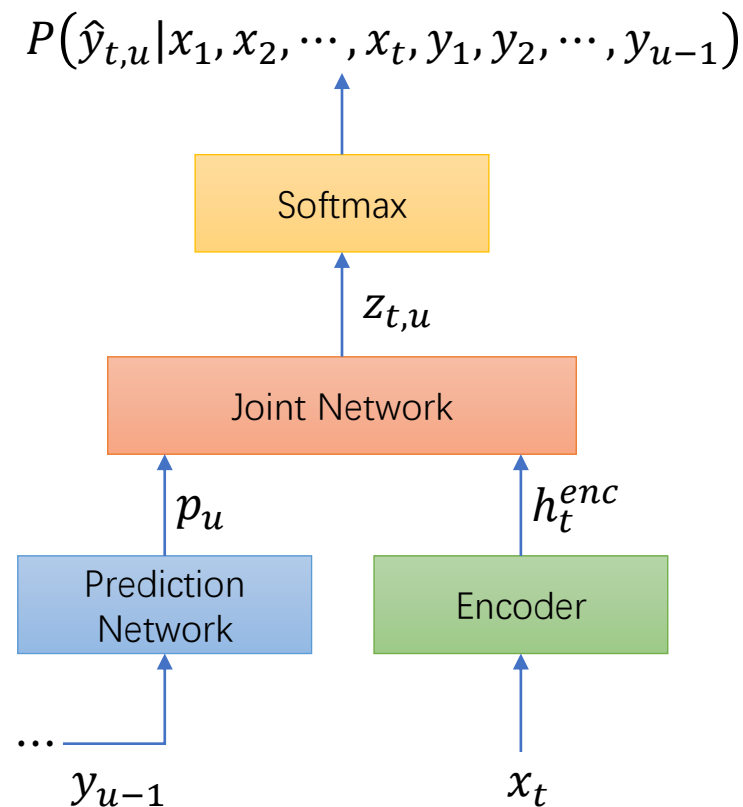 P(ŷ_{t,u}|x_1, x_2, ⋯, x_t, y_1, y_2, ⋯, y_{u−1})
Softmax
z_{t,u}
Joint Network
p_u
h_t^{enc}
Prediction
Network
Encoder
...
y_{u−1}
x_t